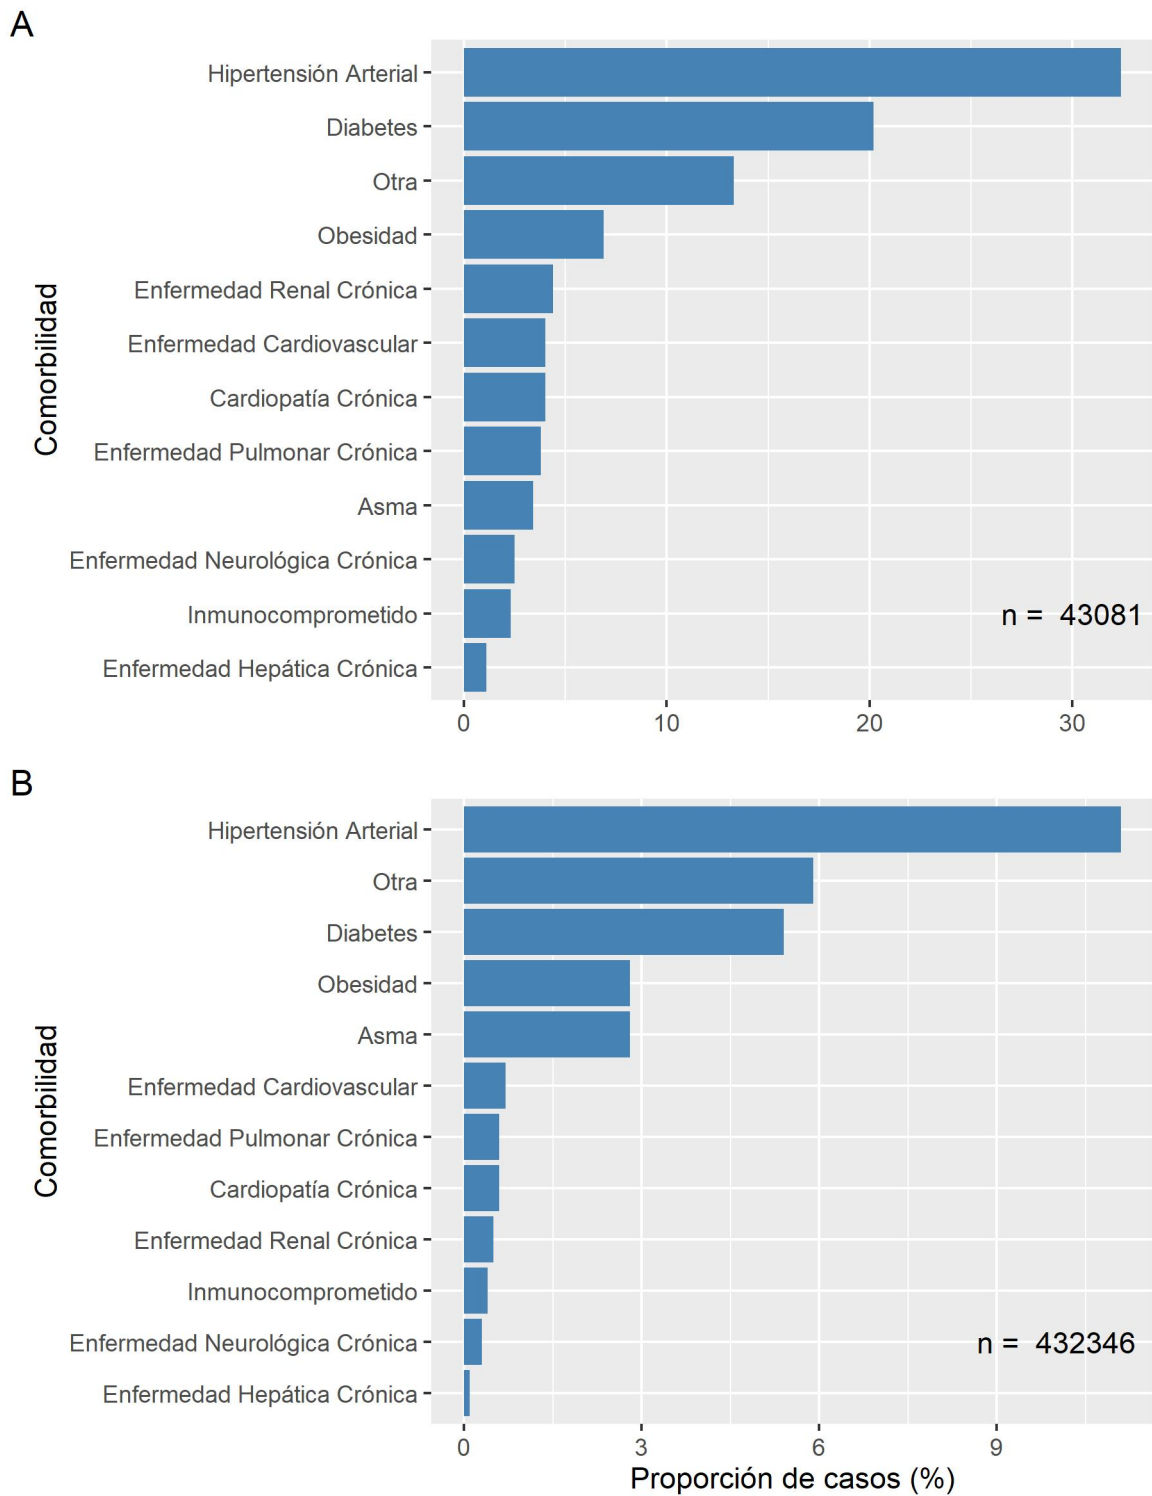 A
Hipertensión Arterial
Diabetes
Otra
Obesidad
Enfermedad Renal Crónica
Enfermedad Cardiovascular
Cardiopatía Crónica
Enfermedad Pulmonar Crónica
Asma
Enfermedad Neurológica Crónica
Inmunocomprometido
Enfermedad Hepática Crónica
Comorbilidad
n = 43081
0 10 20 30
B
Hipertensión Arterial
Otra
Diabetes
Obesidad
Asma
Enfermedad Cardiovascular
Enfermedad Pulmonar Crónica
Cardiopatía Crónica
Enfermedad Renal Crónica
Inmunocomprometido
Enfermedad Neurológica Crónica
Enfermedad Hepática Crónica
Comorbilidad
n = 432346
0 3 6 9
Proporción de casos (%)